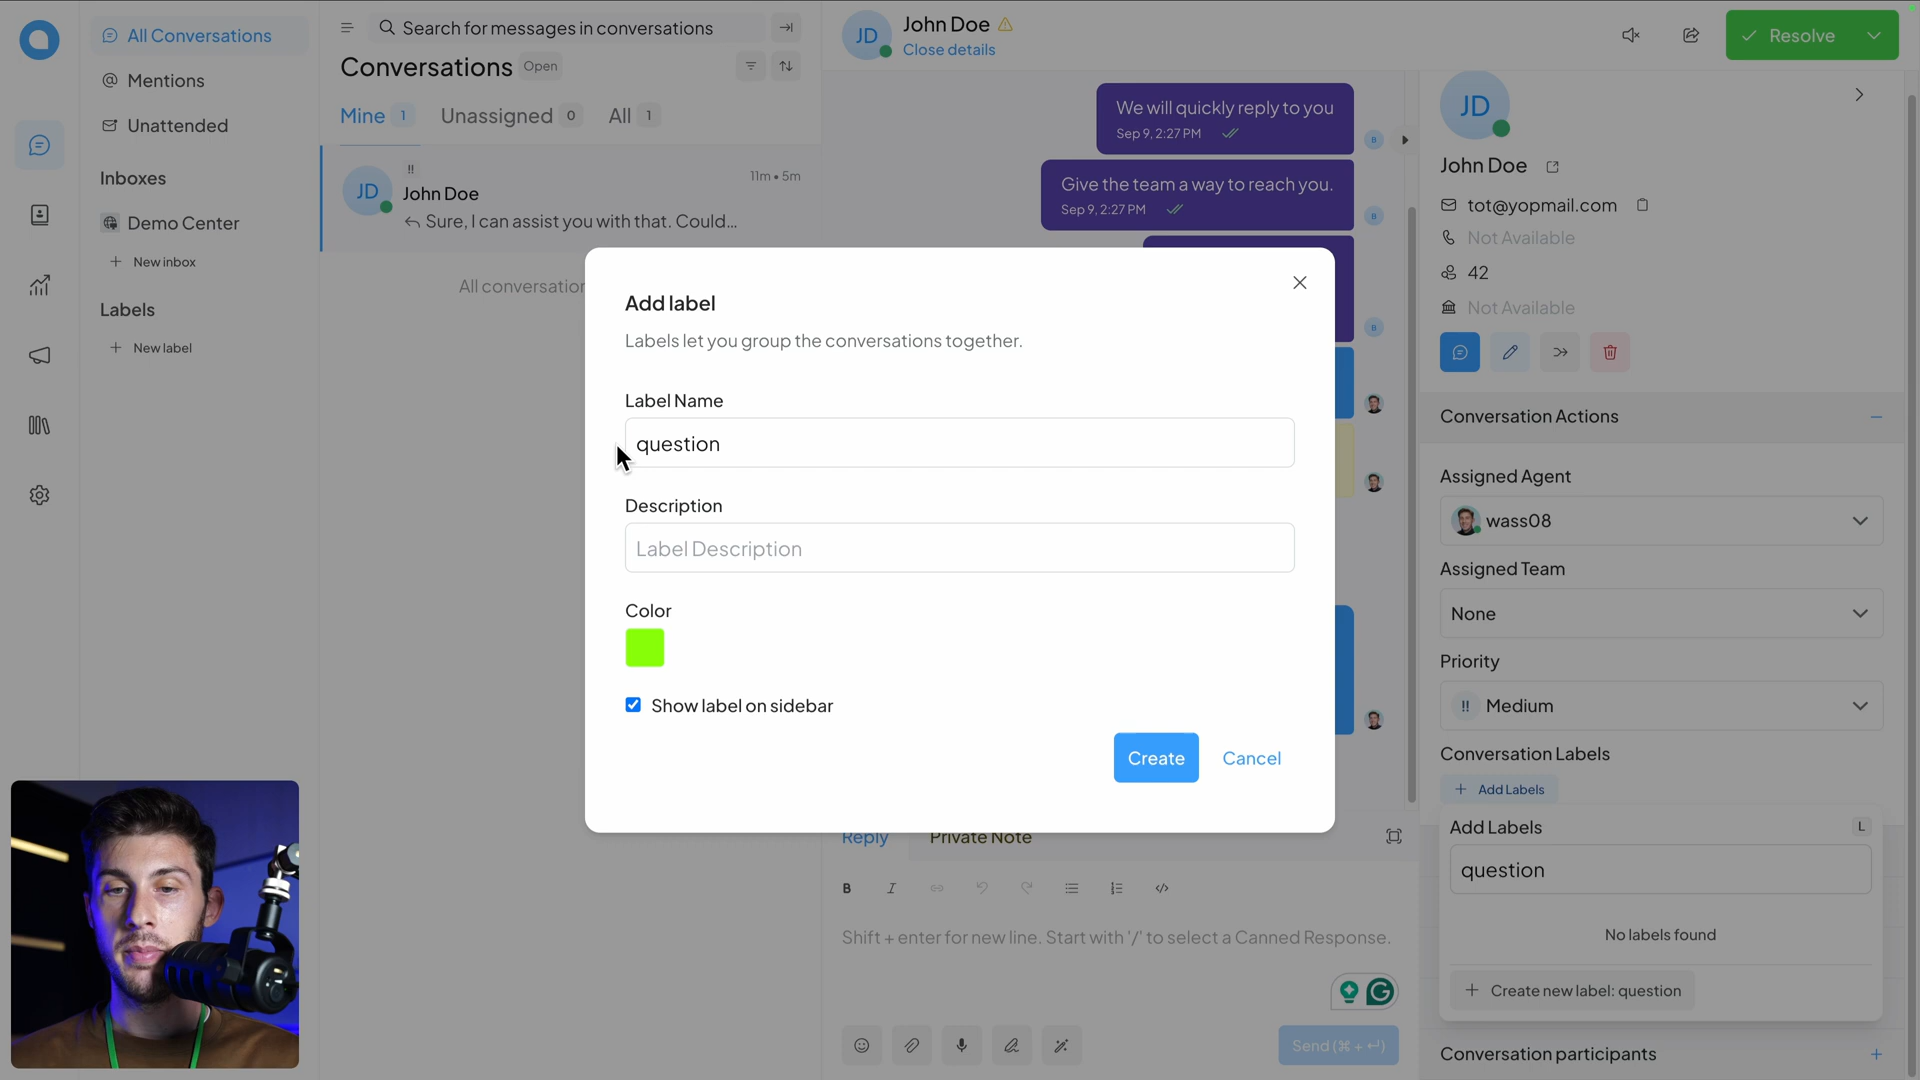 All Conversations
Mentions
Unattended
Inboxes
Demo Center
New inbox
Labels
New label
Search for messages in conversations
Conversations Open
Mine 1 Unassigned 0 All 1
JD
!!
John Doe
11m • 5m
Sure, I can assist you with that. Could...
All conversation
JD
John Doe
Close details
We will quickly reply to you
Sep 9, 2:27 PM
B
Give the team a way to reach you.
Sep 9, 2:27 PM
B
B
Add label
Labels let you group the conversations together.
Label Name
question
Description
Label Description
Color
Show label on sidebar
Create Cancel
Reply Private Note
B I
Shift + enter for new line. Start with '/' to select a Canned Response.
G
Send (⌘ + ↵)
Resolve
JD
John Doe
tot@yopmail.com
Not Available
42
Not Available
Conversation Actions
Assigned Agent
wass08
Assigned Team
None
Priority
!! Medium
Conversation Labels
Add Labels
Add Labels L
question
No labels found
Create new label: question
Conversation participants